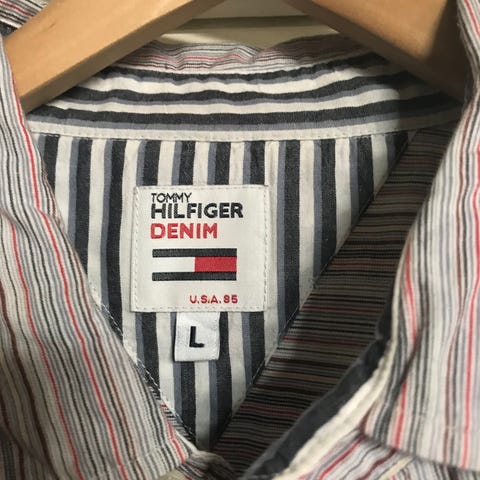 TOMMY
HILFIGER
DENIM
U.S.A. 85
L